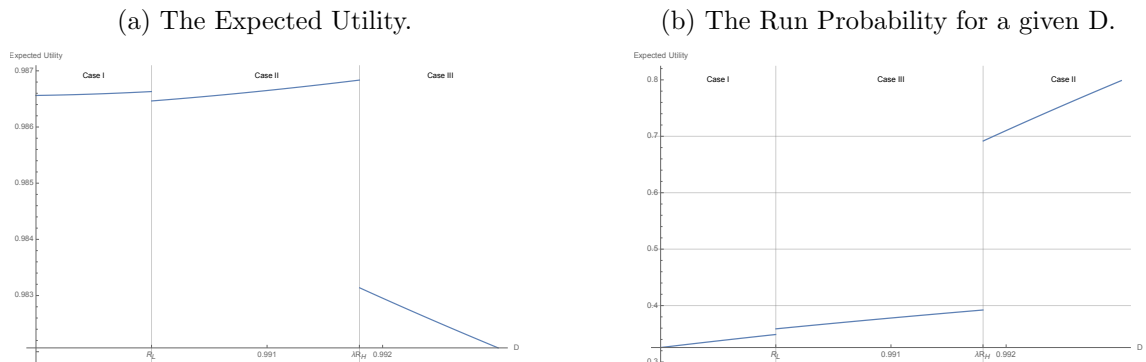 (a) The Expected Utility.
Expected Utility
0.987
Case I
Case II
Case III
0.986
0.985
0.984
0.983
R_L
0.991
λR_H
0.992
D
(b) The Run Probability for a given D.
Expected Utility
0.8
Case I
Case III
Case II
0.7
0.6
0.5
0.4
0.3
R_L
0.991
λR_H
0.992
D